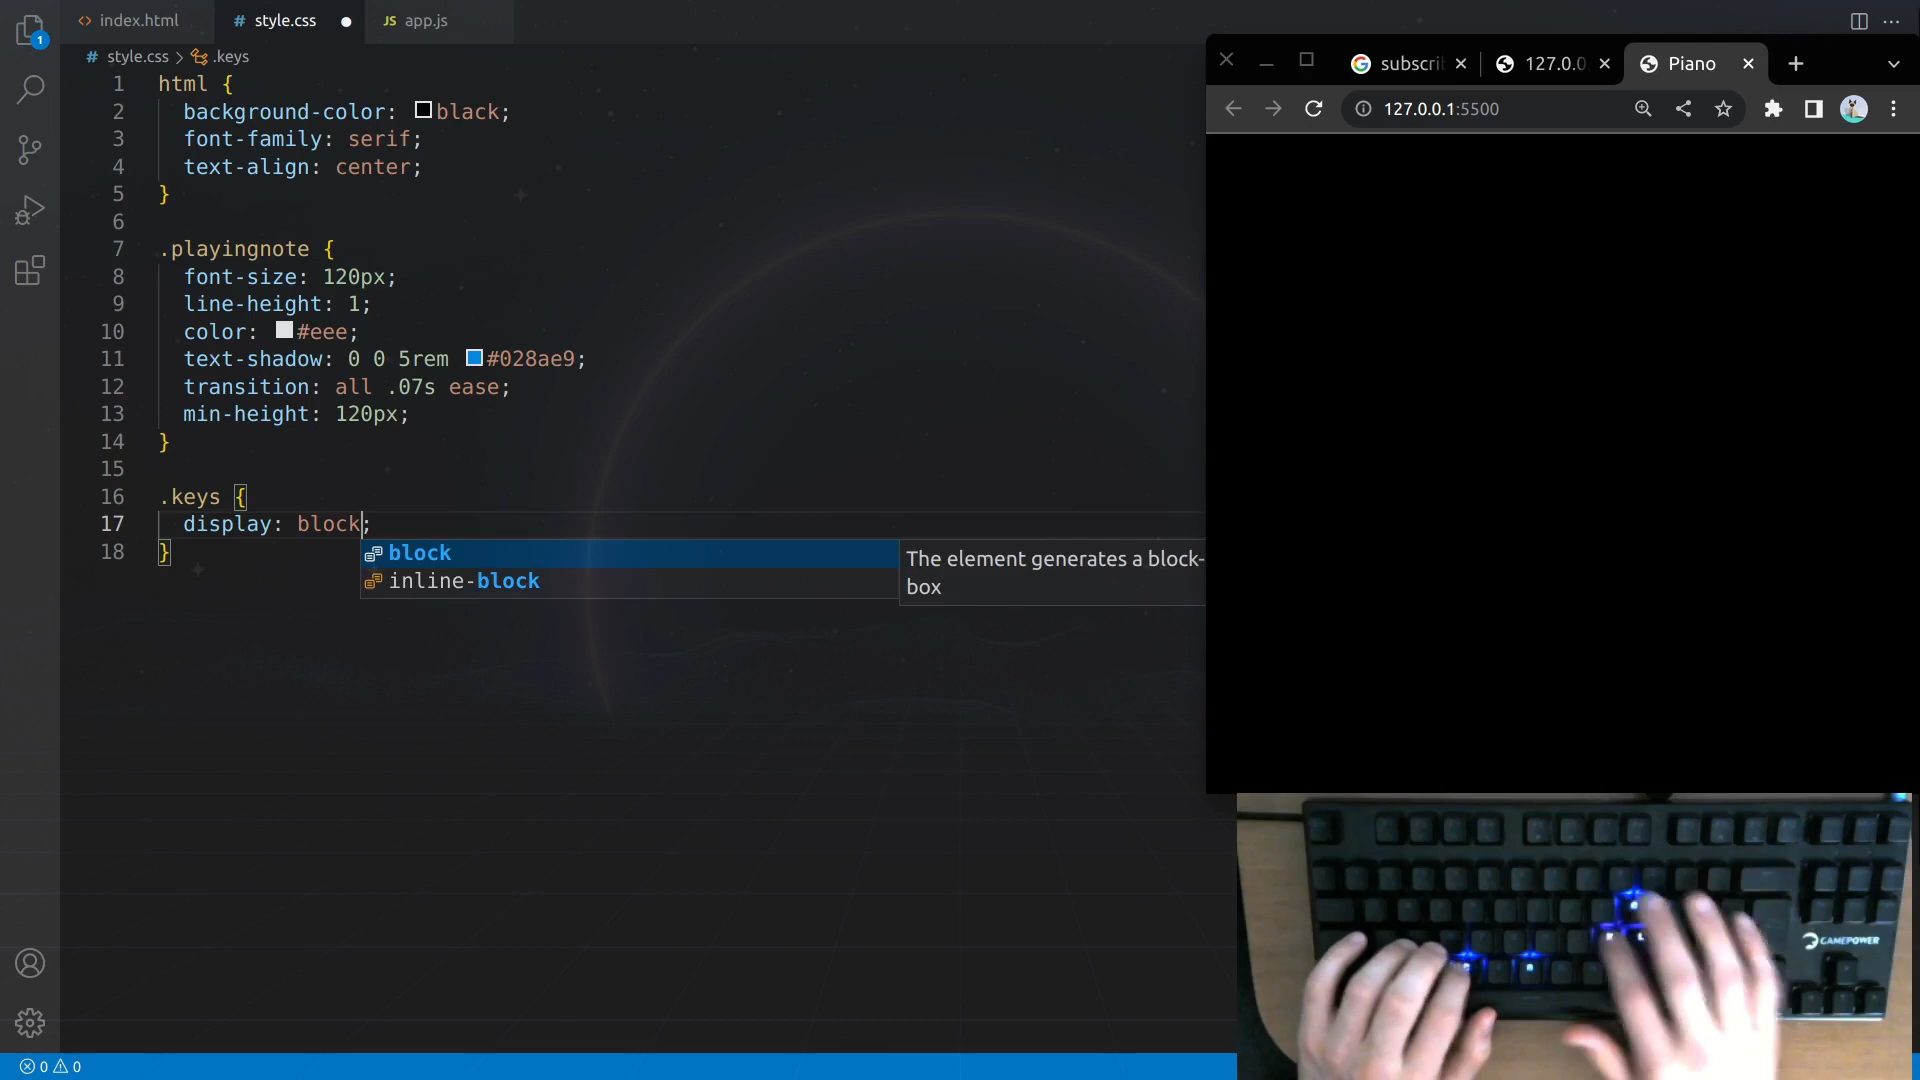 index.html
# style.css
JS app.js
# style.css > .keys
1 html {
2 background-color: black;
3 font-family: serif;
4 text-align: center;
5 }
6
7 .playingnote {
8 font-size: 120px;
9 line-height: 1;
10 color: #eee;
11 text-shadow: 0 0 5rem #028ae9;
12 transition: all .07s ease;
13 min-height: 120px;
14 }
15
16 .keys {
17 display: block;
18 }
block
inline-block
The element generates a block-
box
1
0 0
subscri
127.0.0
Piano
127.0.0.1:5500
GAMEPOWER